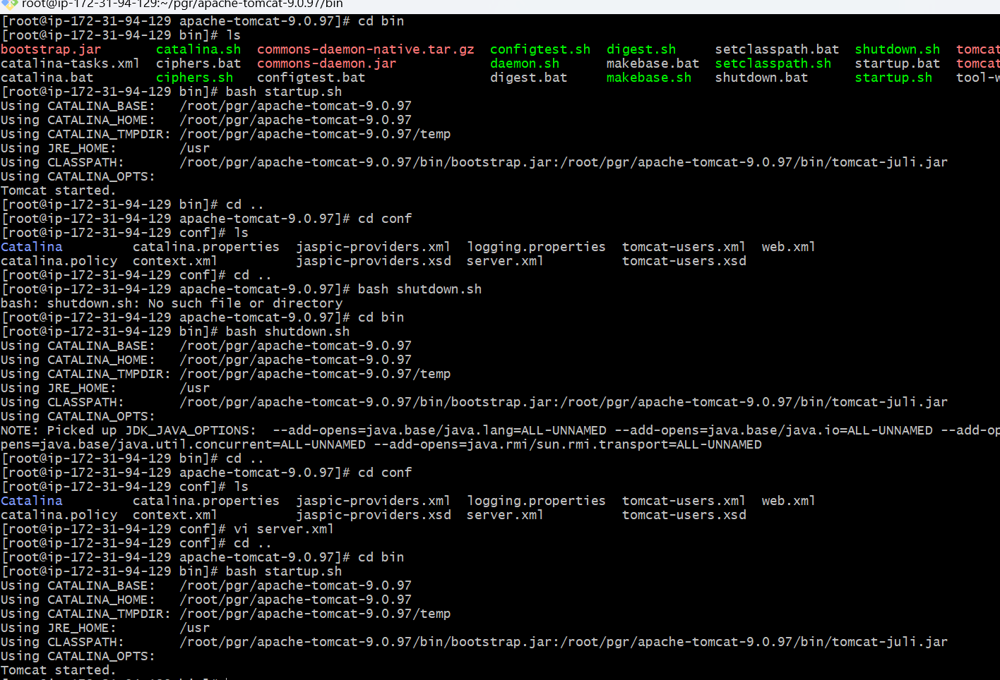 root@ip-172-31-94-129:~/pgr/apache-tomcat-9.0.97/bin
[root@ip-172-31-94-129 apache-tomcat-9.0.97]# cd bin
[root@ip-172-31-94-129 bin]# ls
bootstrap.jar catalina.sh commons-daemon-native.tar.gz configtest.sh digest.sh setclasspath.bat shutdown.sh tomcat
catalina-tasks.xml ciphers.bat commons-daemon.jar daemon.sh makebase.bat setclasspath.sh startup.bat tomcat
catalina.bat ciphers.sh configtest.bat digest.bat makebase.sh shutdown.bat startup.sh tool-w
[root@ip-172-31-94-129 bin]# bash startup.sh
Using CATALINA_BASE: /root/pgr/apache-tomcat-9.0.97
Using CATALINA_HOME: /root/pgr/apache-tomcat-9.0.97
Using CATALINA_TMPDIR: /root/pgr/apache-tomcat-9.0.97/temp
Using JRE_HOME: /usr
Using CLASSPATH: /root/pgr/apache-tomcat-9.0.97/bin/bootstrap.jar:/root/pgr/apache-tomcat-9.0.97/bin/tomcat-juli.jar
Using CATALINA_OPTS:
Tomcat started.
[root@ip-172-31-94-129 bin]# cd ..
[root@ip-172-31-94-129 apache-tomcat-9.0.97]# cd conf
[root@ip-172-31-94-129 conf]# ls
Catalina catalina.properties jaspic-providers.xml logging.properties tomcat-users.xml web.xml
catalina.policy context.xml jaspic-providers.xsd server.xml tomcat-users.xsd
[root@ip-172-31-94-129 conf]# cd ..
[root@ip-172-31-94-129 apache-tomcat-9.0.97]# bash shutdown.sh
bash: shutdown.sh: No such file or directory
[root@ip-172-31-94-129 apache-tomcat-9.0.97]# cd bin
[root@ip-172-31-94-129 bin]# bash shutdown.sh
Using CATALINA_BASE: /root/pgr/apache-tomcat-9.0.97
Using CATALINA_HOME: /root/pgr/apache-tomcat-9.0.97
Using CATALINA_TMPDIR: /root/pgr/apache-tomcat-9.0.97/temp
Using JRE_HOME: /usr
Using CLASSPATH: /root/pgr/apache-tomcat-9.0.97/bin/bootstrap.jar:/root/pgr/apache-tomcat-9.0.97/bin/tomcat-juli.jar
Using CATALINA_OPTS:
NOTE: Picked up JDK_JAVA_OPTIONS: --add-opens=java.base/java.lang=ALL-UNNAMED --add-opens=java.base/java.io=ALL-UNNAMED --add-op
pens=java.base/java.util.concurrent=ALL-UNNAMED --add-opens=java.rmi/sun.rmi.transport=ALL-UNNAMED
[root@ip-172-31-94-129 bin]# cd ..
[root@ip-172-31-94-129 apache-tomcat-9.0.97]# cd conf
[root@ip-172-31-94-129 conf]# ls
Catalina catalina.properties jaspic-providers.xml logging.properties tomcat-users.xml web.xml
catalina.policy context.xml jaspic-providers.xsd server.xml tomcat-users.xsd
[root@ip-172-31-94-129 conf]# vi server.xml
[root@ip-172-31-94-129 conf]# cd ..
[root@ip-172-31-94-129 apache-tomcat-9.0.97]# cd bin
[root@ip-172-31-94-129 bin]# bash startup.sh
Using CATALINA_BASE: /root/pgr/apache-tomcat-9.0.97
Using CATALINA_HOME: /root/pgr/apache-tomcat-9.0.97
Using CATALINA_TMPDIR: /root/pgr/apache-tomcat-9.0.97/temp
Using JRE_HOME: /usr
Using CLASSPATH: /root/pgr/apache-tomcat-9.0.97/bin/bootstrap.jar:/root/pgr/apache-tomcat-9.0.97/bin/tomcat-juli.jar
Using CATALINA_OPTS:
Tomcat started.